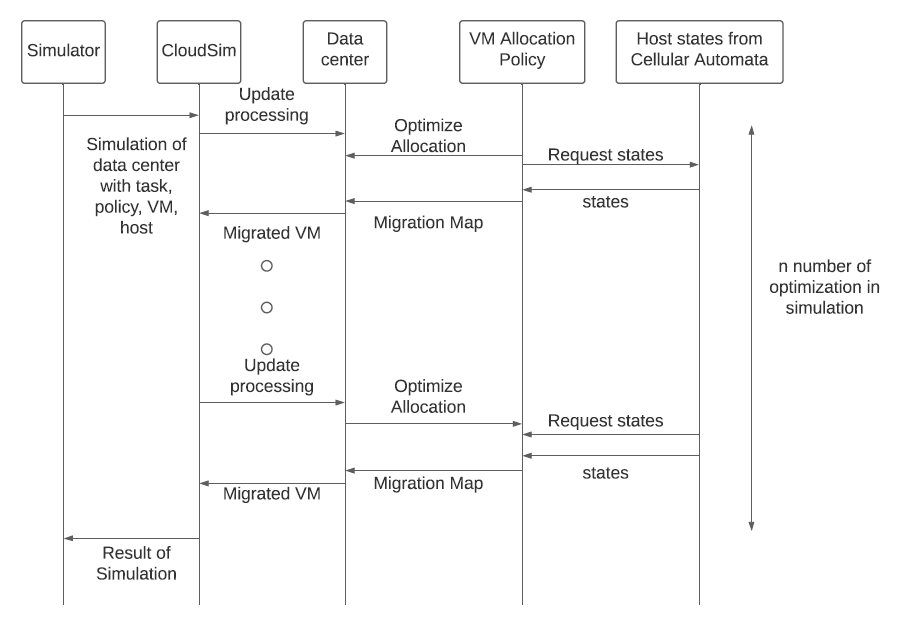 Simulator
CloudSim
Data
center
VM Allocation
Policy
Host states from
Cellular Automata
Update
processing
Optimize
Allocation
Simulation of
data center
with task,
policy, VM,
host
Request states
states
Migration Map
Migrated VM
n number of
optimization in
simulation
Update
processing
Optimize
Allocation
Request states
states
Migration Map
Migrated VM
Result of
Simulation